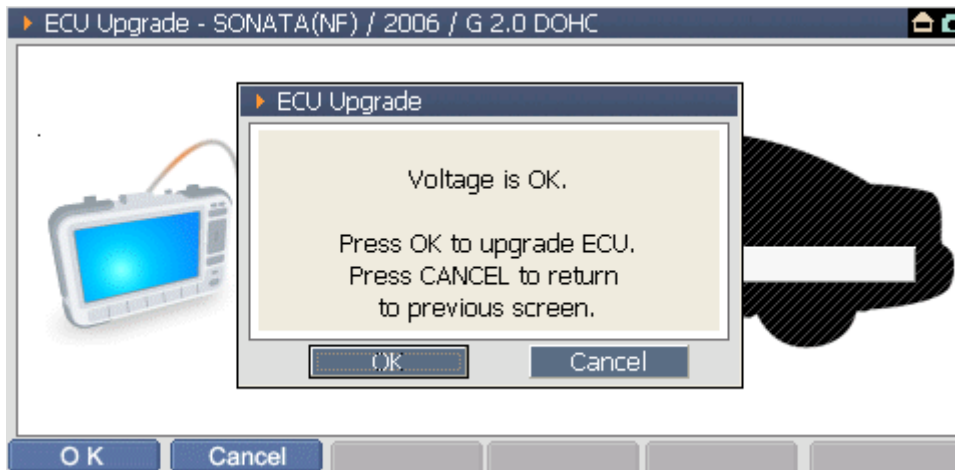 ECU Upgrade - SONATA(NF) / 2006 / G 2.0 DOHC
ECU Upgrade
Voltage is OK.
Press OK to upgrade ECU.
Press CANCEL to return
to previous screen.
OK
Cancel
O K
Cancel